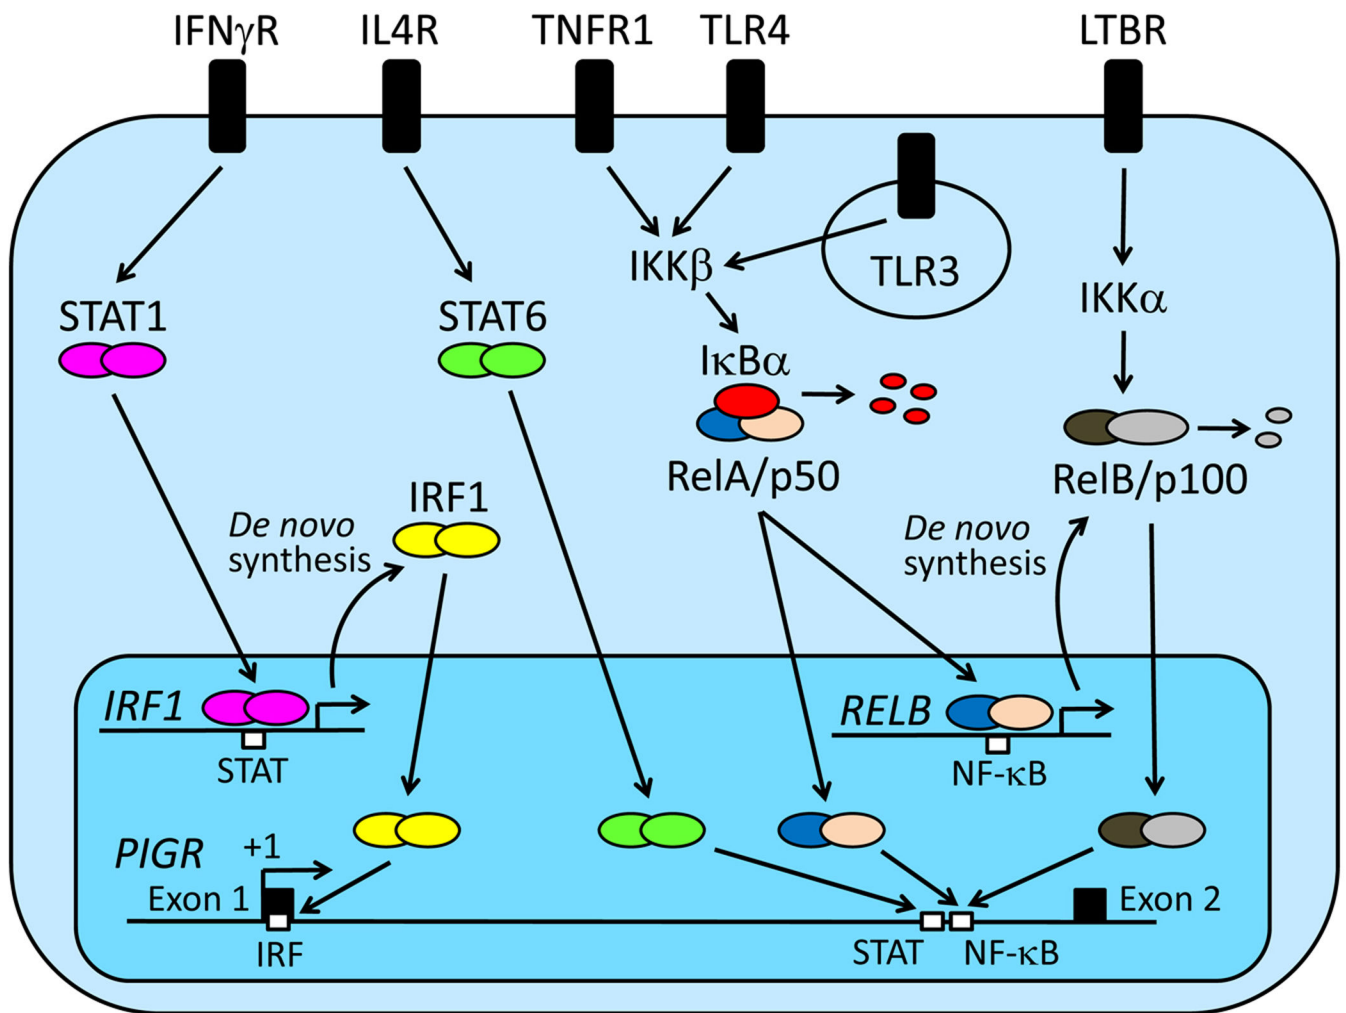 IFNγR
IL4R
TNFR1
TLR4
LTBR
IKKβ
TLR3
IKKα
STAT1
STAT6
IκBα
RelA/p50
RelB/p100
IRF1
De novo
synthesis
De novo
synthesis
IRF1
STAT
RELB
NF-κB
PIGR
+1
Exon 1
IRF
STAT
NF-κB
Exon 2